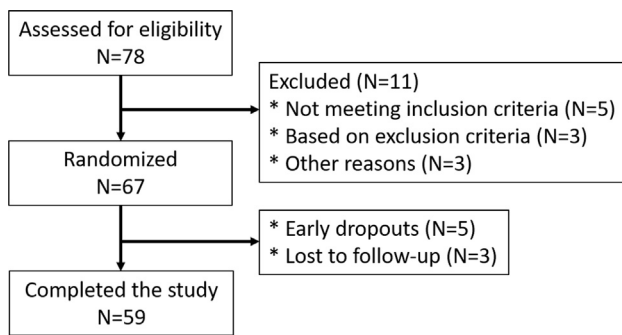 Assessed for eligibility
N=78
Excluded (N=11)
* Not meeting inclusion criteria (N=5)
* Based on exclusion criteria (N=3)
* Other reasons (N=3)
Randomized
N=67
* Early dropouts (N=5)
* Lost to follow-up (N=3)
Completed the study
N=59